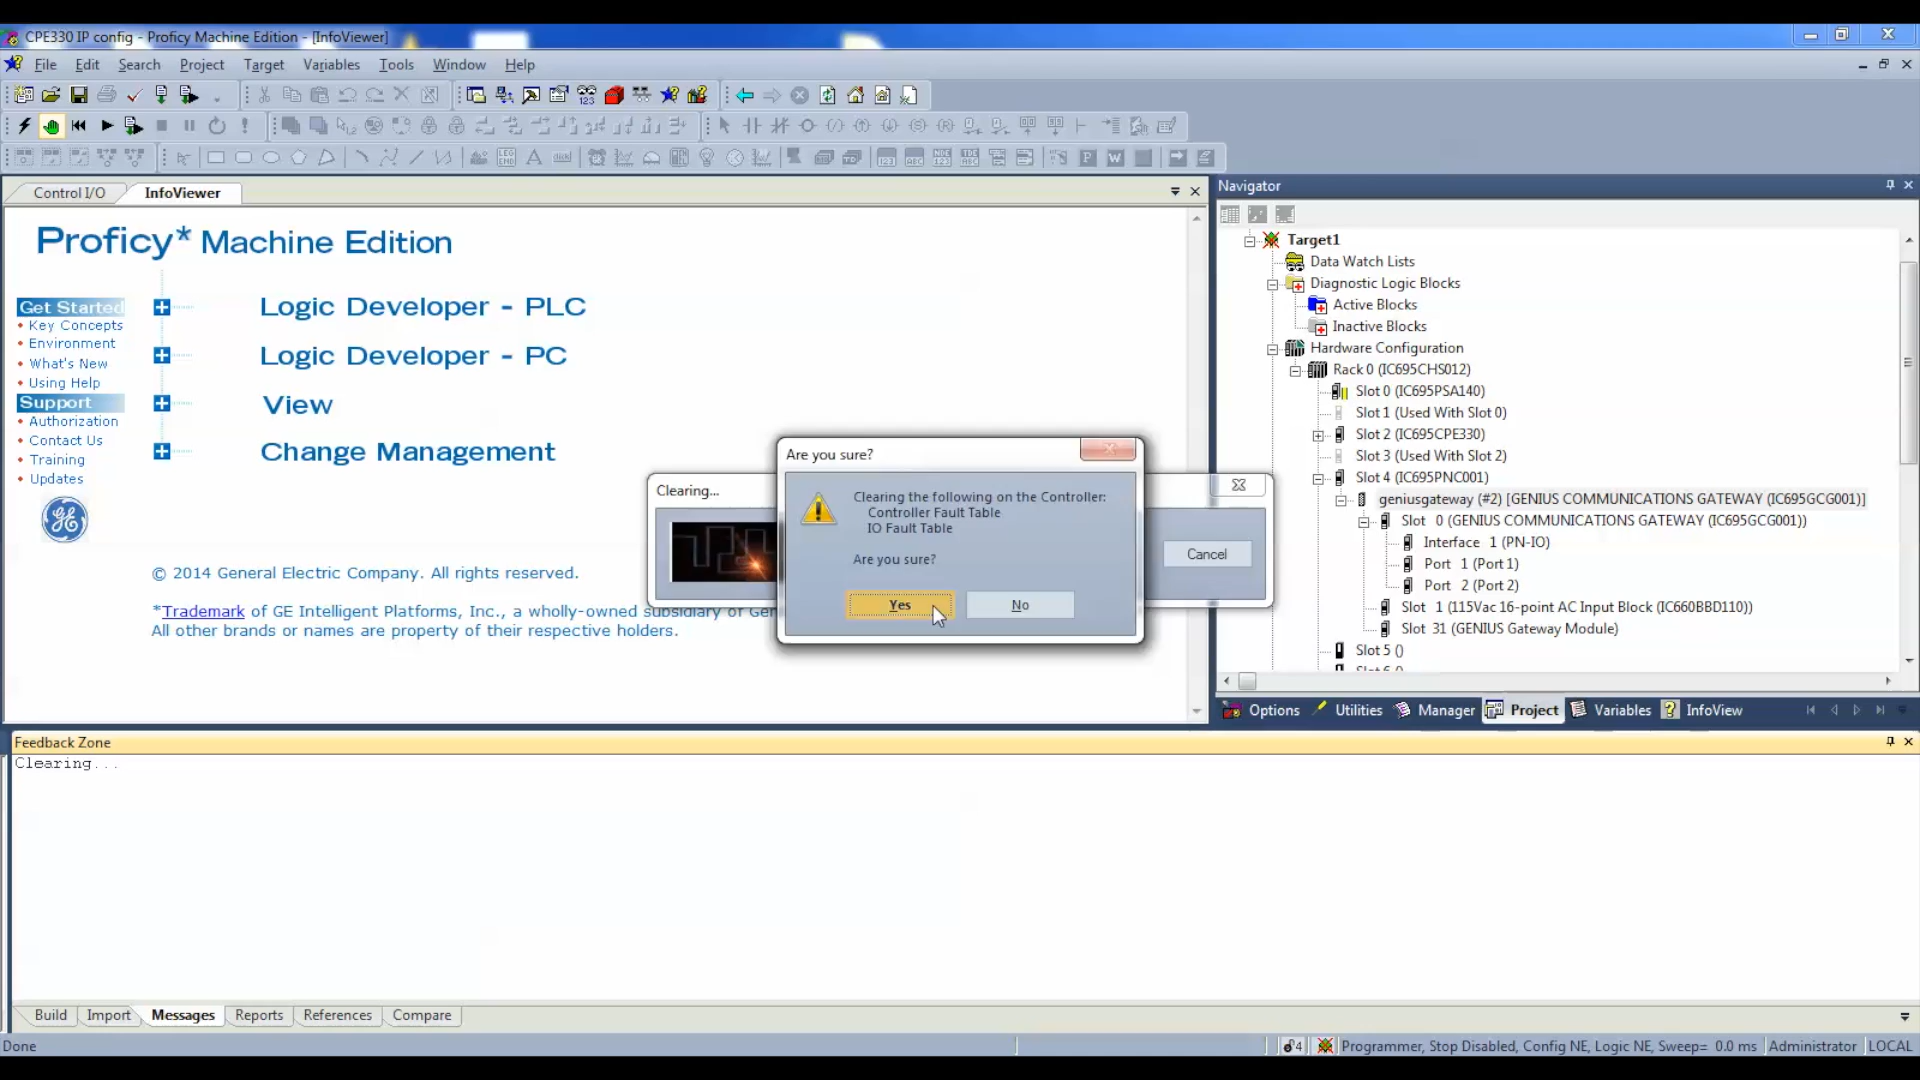 CPE330 IP config - Proficy Machine Edition - [InfoViewer]
File Edit Search Project Target Variables Tools Window Help
Control I/O InfoViewer
Proficy* Machine Edition
Get Started
Key Concepts
Environment
What's New
Using Help
Support
Authorization
Contact Us
Training
Updates
Logic Developer - PLC
Logic Developer - PC
View
Change Management
© 2014 General Electric Company. All rights reserved.
*Trademark of GE Intelligent Platforms, Inc., a wholly-owned subsidiary of Gen
All other brands or names are property of their respective holders.
Clearing...
Cancel
Are you sure?
Clearing the following on the Controller:
Controller Fault Table
IO Fault Table
Are you sure?
Yes No
Navigator
Target1
Data Watch Lists
Diagnostic Logic Blocks
Active Blocks
Inactive Blocks
Hardware Configuration
Rack 0 (IC695CHS012)
Slot 0 (IC695PSA140)
Slot 1 (Used With Slot 0)
Slot 2 (IC695CPE330)
Slot 3 (Used With Slot 2)
Slot 4 (IC695PNC001)
geniusgateway (#2) [GENIUS COMMUNICATIONS GATEWAY (IC695GCG001)]
Slot 0 (GENIUS COMMUNICATIONS GATEWAY (IC695GCG001))
Interface 1 (PN-IO)
Port 1 (Port 1)
Port 2 (Port 2)
Slot 1 (115Vac 16-point AC Input Block (IC660BBD110))
Slot 31 (GENIUS Gateway Module)
Slot 5 ()
Options Utilities Manager Project Variables InfoView
Feedback Zone
Clearing...
Build Import Messages Reports References Compare
Done
4 Programmer, Stop Disabled, Config NE, Logic NE, Sweep= 0.0 ms Administrator LOCAL